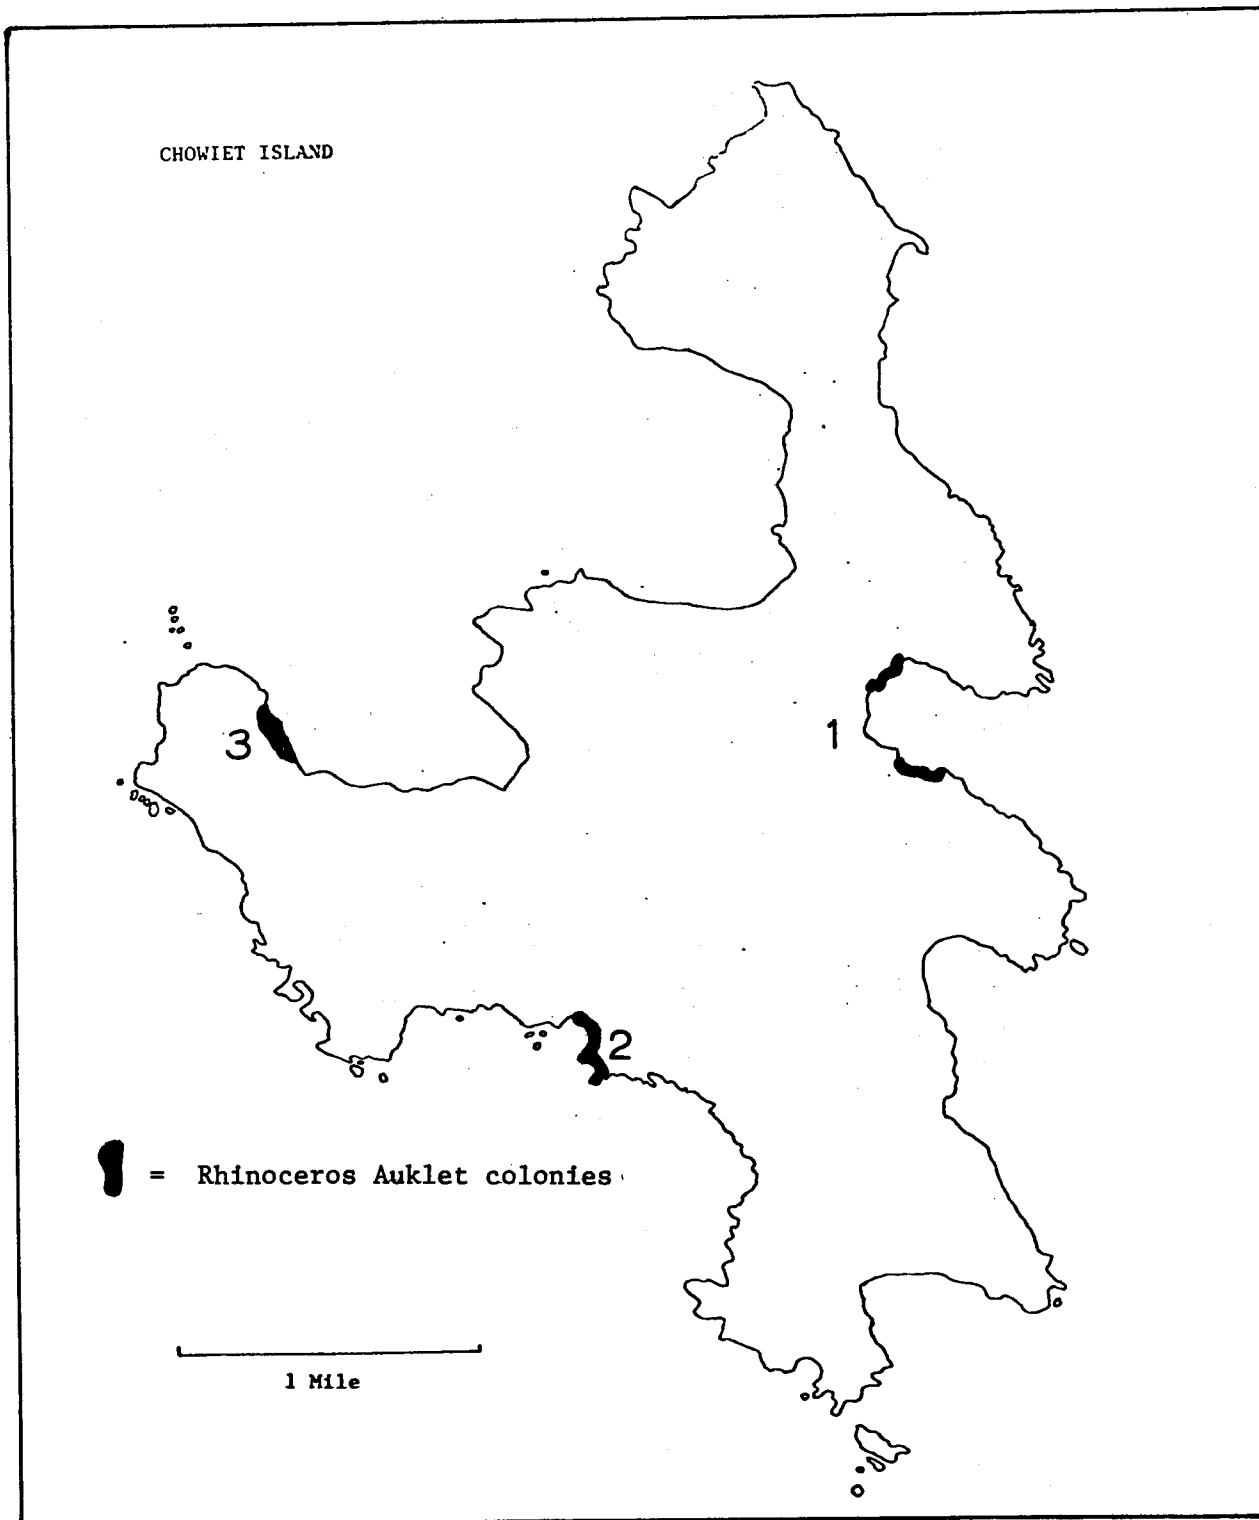 CHOWIET ISLAND
1
3
2
= Rhinoceros Auklet colonies
1 Mile